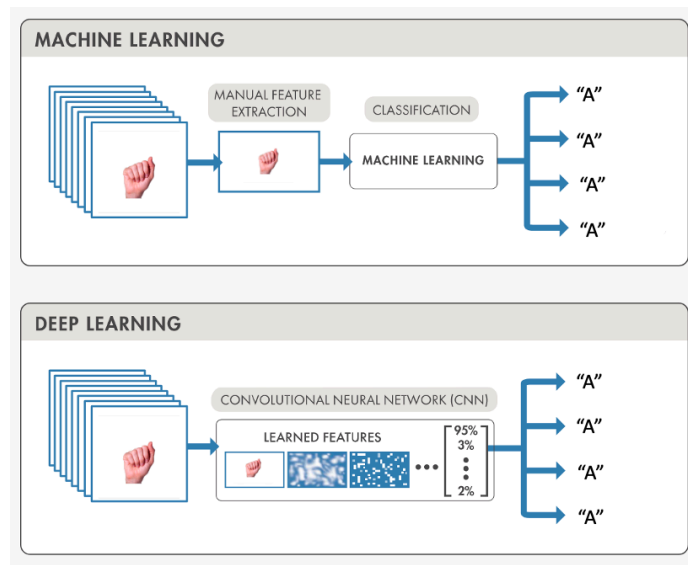 MACHINE LEARNING
MANUAL FEATURE
EXTRACTION
CLASSIFICATION
MACHINE LEARNING
“A”
“A”
“A”
“A”
DEEP LEARNING
CONVOLUTIONAL NEURAL NETWORK (CNN)
LEARNED FEATURES
95%
3%
2%
“A”
“A”
“A”
“A”